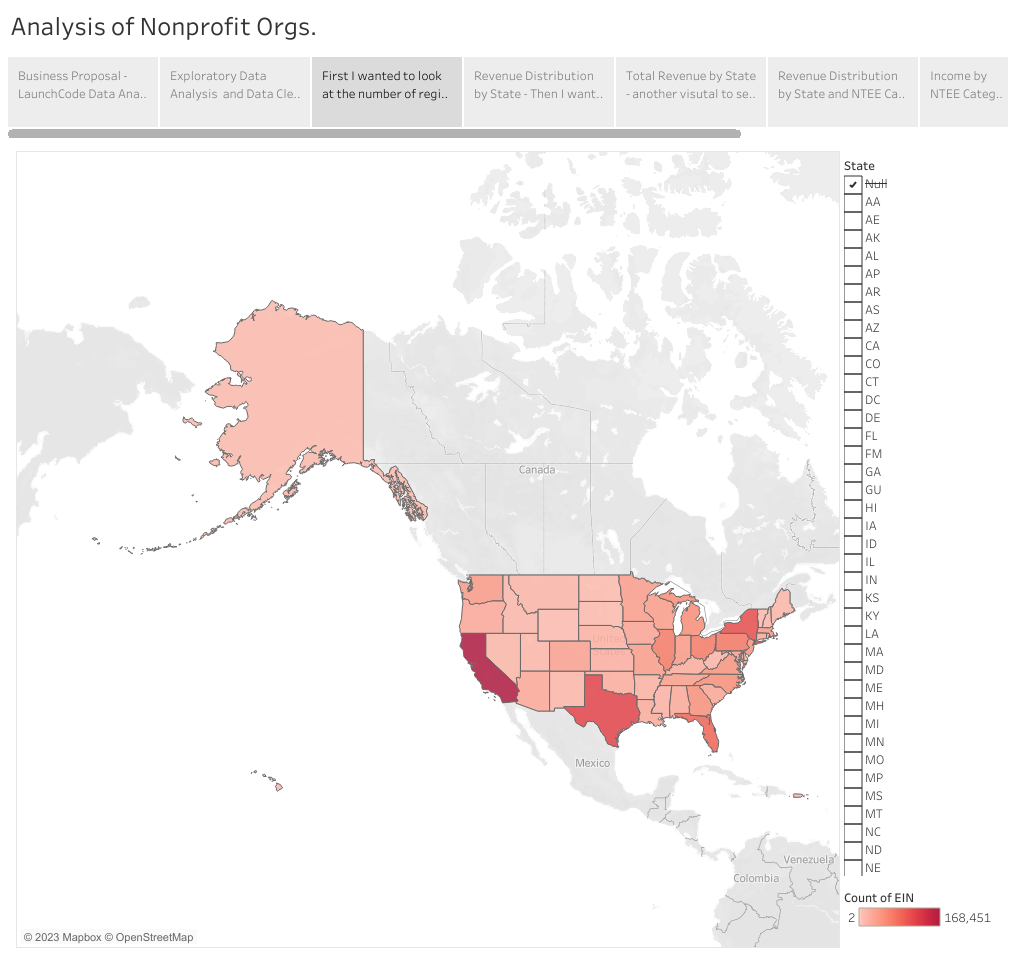 Analysis of Nonprofit Orgs.
Business Proposal -
LaunchCode Data Ana..
Exploratory Data
Analysis and Data Cle..
First I wanted to look
at the number of regi..
Revenue Distribution
by State - Then I want..
Total Revenue by State
- another visutal to se..
Revenue Distribution
by State and NTEE Ca..
Income by
NTEE Categ..
Canada
United
States
Mexico
Venezuela
Colombia
© 2023 Mapbox © OpenStreetMap
State
Null
AA
AE
AK
AL
AP
AR
AS
AZ
CA
CO
CT
DC
DE
FL
FM
GA
GU
HI
IA
ID
IL
IN
KS
KY
LA
MA
MD
ME
MH
MI
MN
MO
MP
MS
MT
NC
ND
NE
Count of EIN
2 168,451